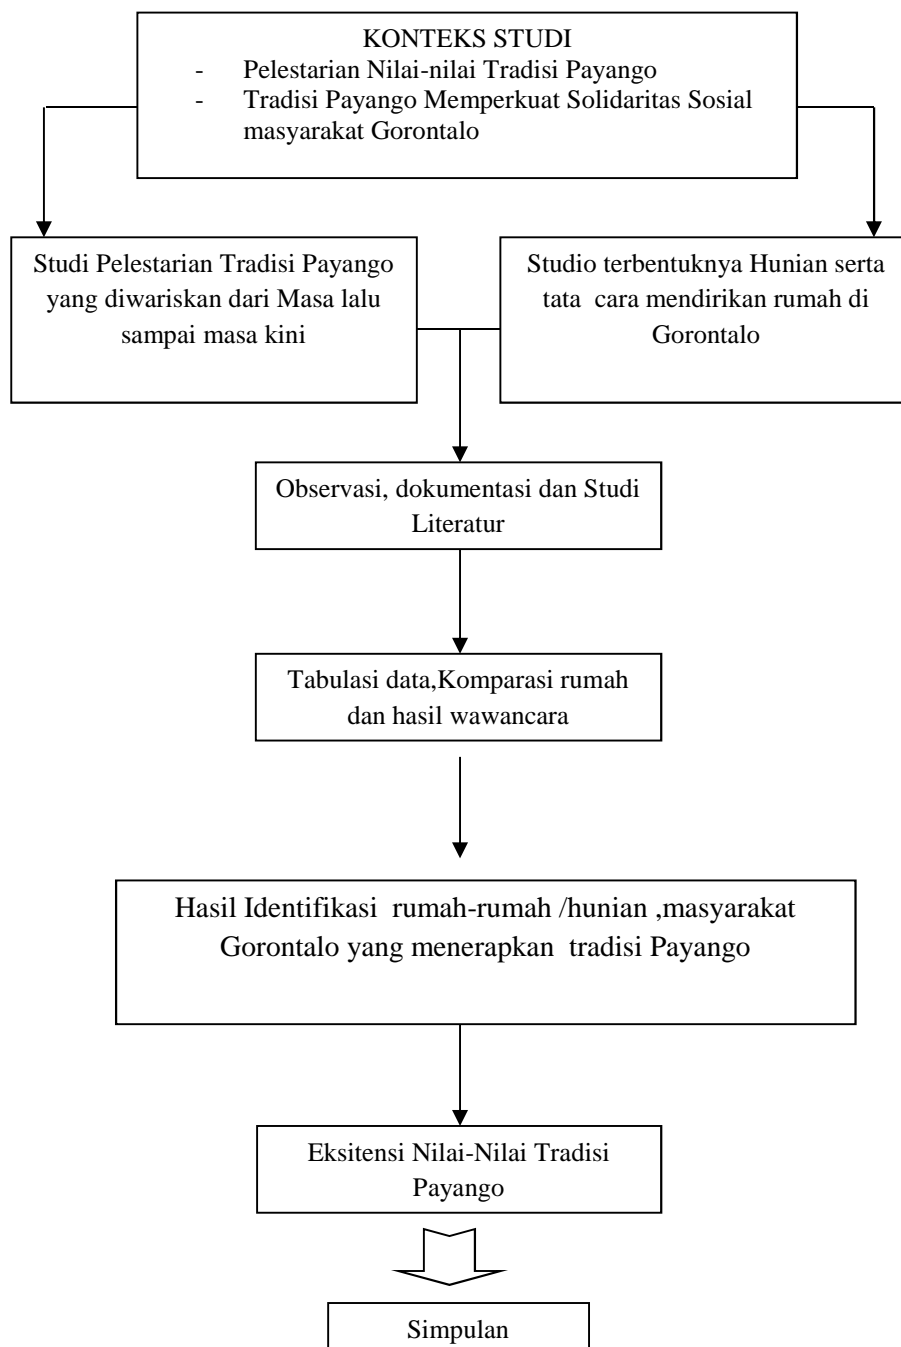 KONTEKS STUDI
- Pelestarian Nilai-nilai Tradisi Payango
- Tradisi Payango Memperkuat Solidaritas Sosial
masyarakat Gorontalo
Studi Pelestarian Tradisi Payango
yang diwariskan dari Masa lalu
sampai masa kini
Studio terbentuknya Hunian serta
tata cara mendirikan rumah di
Gorontalo
Observasi, dokumentasi dan Studi
Literatur
Tabulasi data,Komparasi rumah
dan hasil wawancara
Hasil Identifikasi rumah-rumah /hunian ,masyarakat
Gorontalo yang menerapkan tradisi Payango
Eksitensi Nilai-Nilai Tradisi
Payango
Simpulan